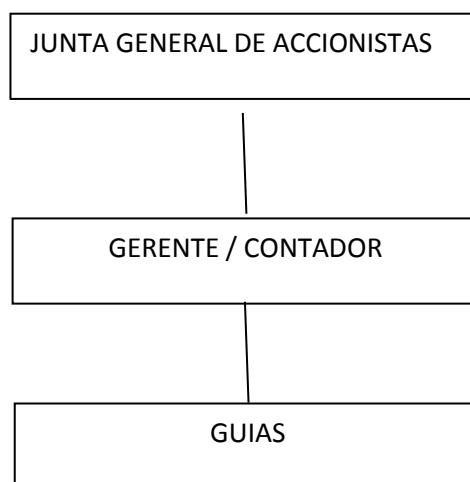 JUNTA GENERAL DE ACCIONISTAS
GERENTE / CONTADOR
GUIAS